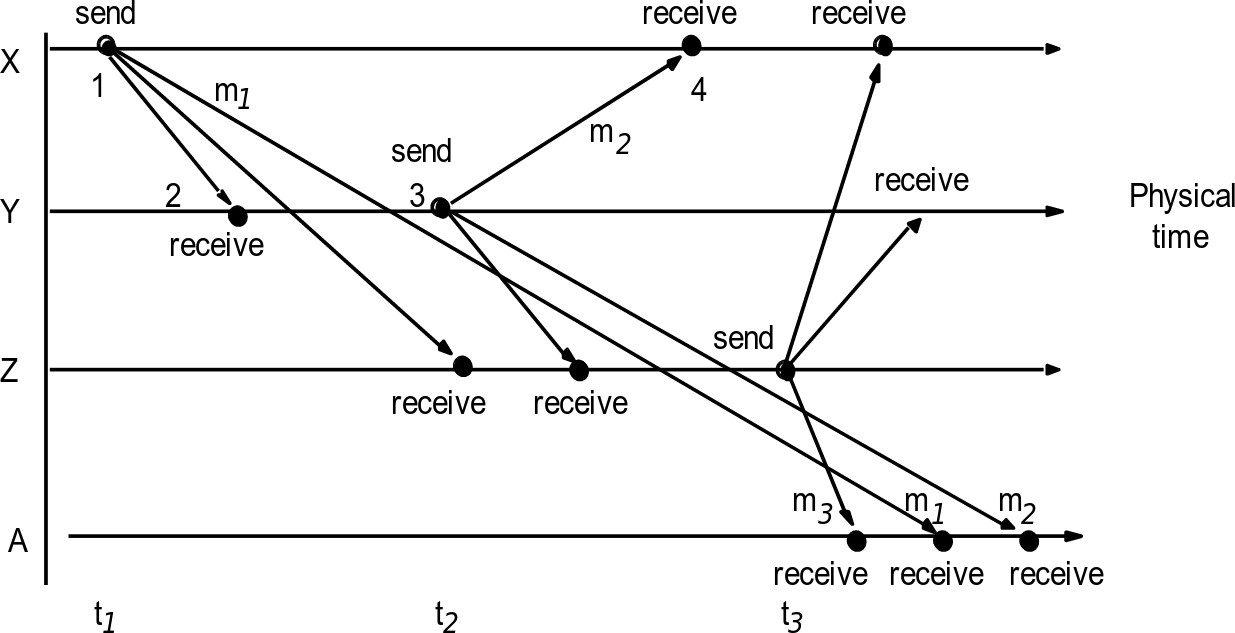 send
receive
receive
X
1
m1
4
m2
send
2
3
receive
Physical
time
Y
receive
send
Z
receive
receive
m3
m1
m2
A
receive
receive
receive
t1
t2
t3